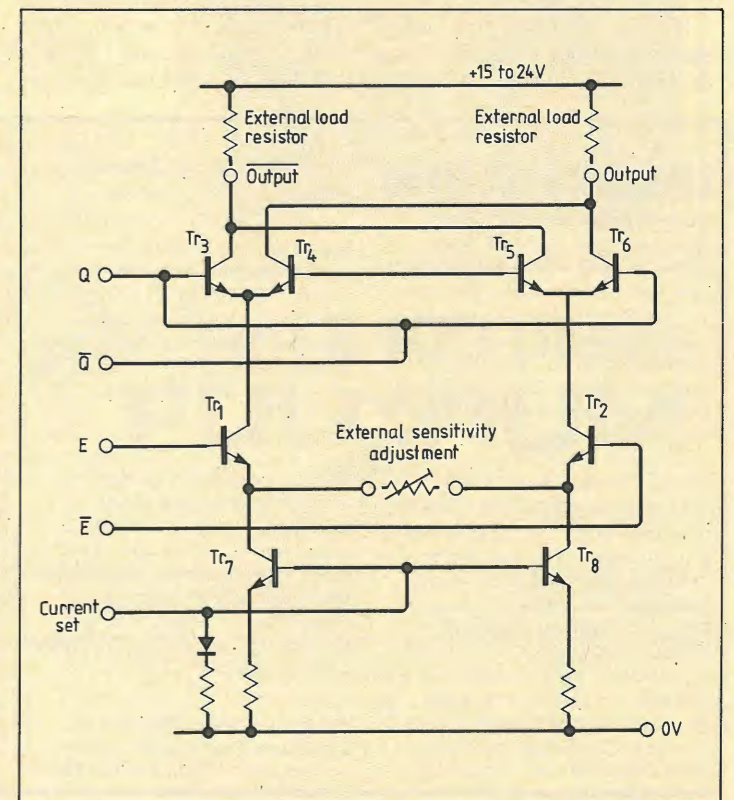 +15 to 24V
External load
resistor
External load
resistor
Output
Output
Tr3
Tr4
Tr5
Tr6
Q
Q̅
Tr1
Tr2
External sensitivity
adjustment
E
E̅
Tr7
Tr8
Current
set
0V